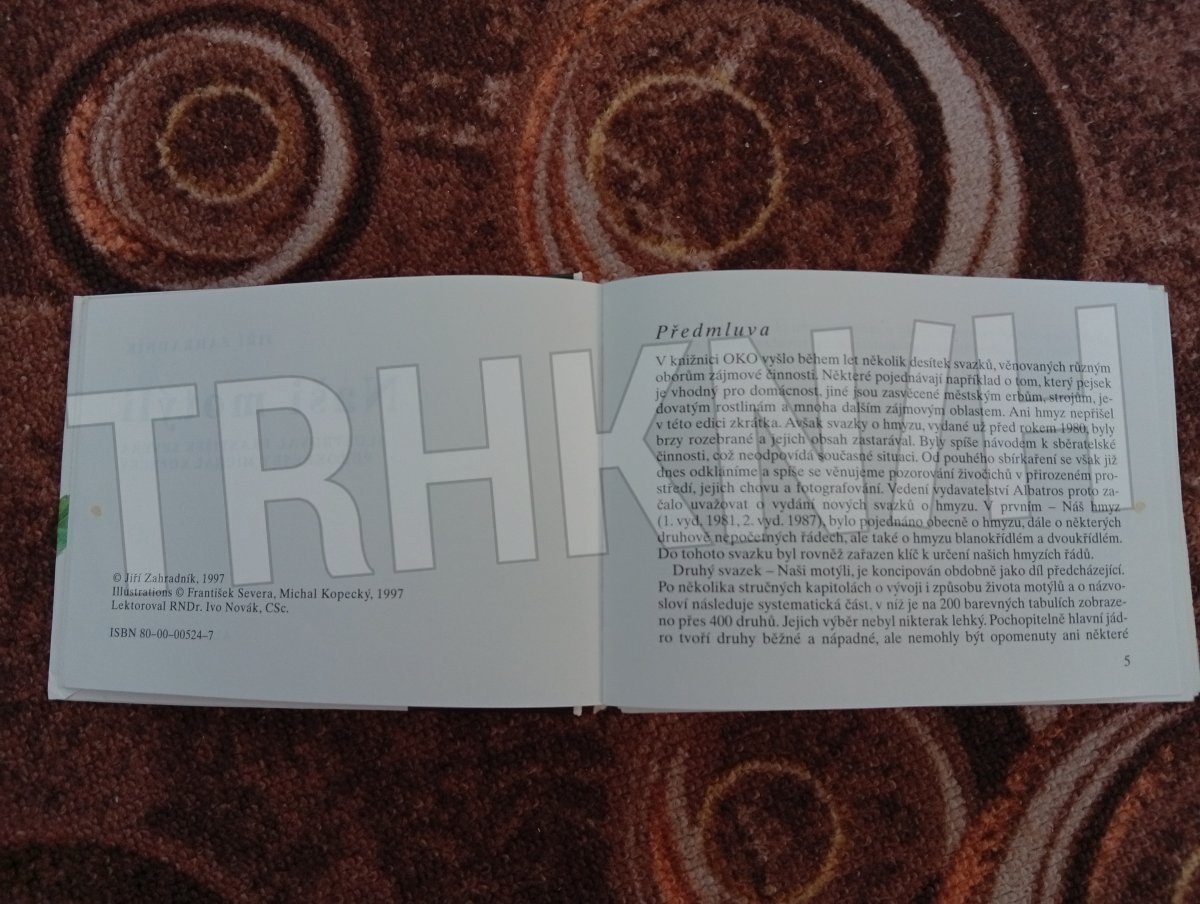 TRHKNIH
© Jiří Zahradník, 1997
Illustrations © František Severa, Michal Kopecký, 1997
Lektoroval RNDr. Ivo Novák, CSc.
ISBN 80–00–00524–7
Předmluva
V knižnici OKO vyšlo během let několik desítek svazků, věnovaných různým
oborům zájmové činnosti. Některé pojednávají například o tom, který pejsek
je vhodný pro domácnost, jiné jsou zasvěcené městským erbům, strojům, je-
dovatým rostlinám a mnoha dalším zájmovým oblastem. Ani hmyz nepřišel
v této edici zkrátka. Avšak svazky o hmyzu, vydané už před rokem 1980, byly
brzy rozebrané a jejich obsah zastarával. Byly spíše návodem k sběratelské
činnosti, což neodpovídá současné situaci. Od pouhého sbírkaření se však již
dnes odkláníme a spíše se věnujeme pozorování živočichů v přirozeném pro-
středí, jejich chovu a fotografování. Vedení vydavatelství Albatros proto za-
čalo uvažovat o vydání nových svazků o hmyzu. V prvním – Náš hmyz
(1. vyd. 1981, 2. vyd. 1987), bylo pojednáno obecně o hmyzu, dále o některých
druhově nepočetných řádech, ale také o hmyzu blanokřídlém a dvoukřídlém.
Do tohoto svazku byl rovněž zařazen klíč k určení našich hmyzích řádů.
Druhý svazek – Naši motýli, je koncipován obdobně jako díl předcházející.
Po několika stručných kapitolách o vývoji i způsobu života motýlů a o názvo-
sloví následuje systematická část, v níž je na 200 barevných tabulích zobraze-
no přes 400 druhů. Jejich výběr nebyl nikterak lehký. Pochopitelně hlavní jád-
ro tvoří druhy běžné a nápadné, ale nemohly být opomenuty ani některé
5